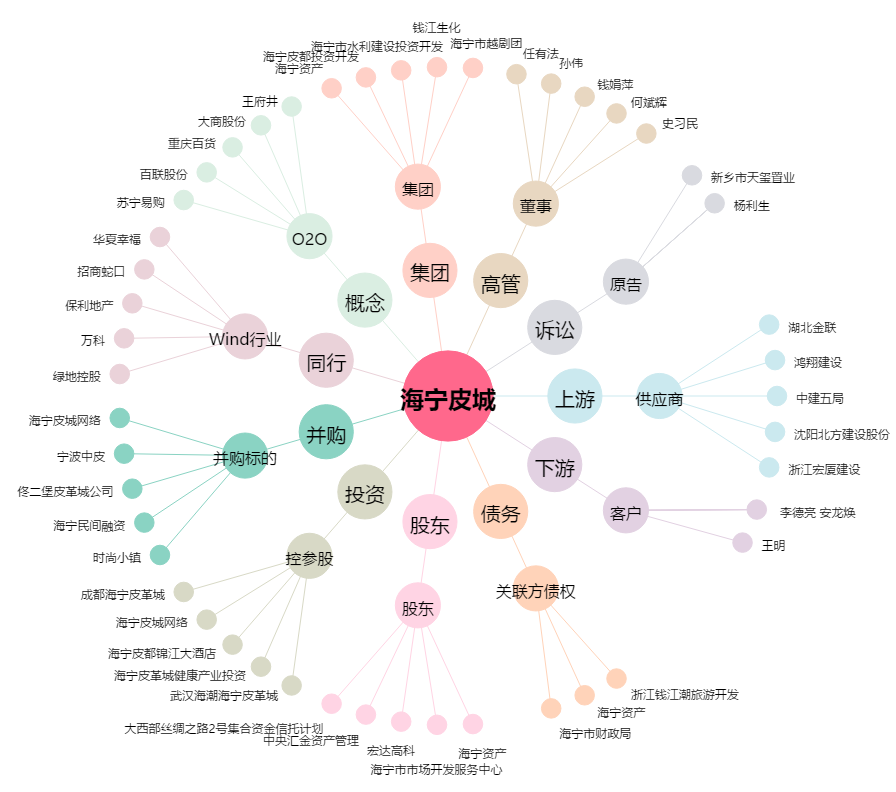 钱江生化
海宁市水利建设投资开发
海宁市越剧团
海宁皮都投资开发
海宁资产
集团
集团
任有法
孙伟
钱娟萍
何斌辉
史习民
董事
高管
新乡市天玺置业
杨利生
原告
诉讼
王府井
大商股份
重庆百货
百联股份
苏宁易购
O2O
概念
华夏幸福
招商蛇口
保利地产
万科
绿地控股
Wind行业
同行
海宁皮城
上游
供应商
湖北金联
鸿翔建设
中建五局
沈阳北方建设股份
浙江宏厦建设
海宁皮城网络
宁波中皮
佟二堡皮革城公司
海宁民间融资
时尚小镇
并购标的
并购
下游
客户
李德亮 安龙焕
王明
投资
控参股
成都海宁皮革城
海宁皮城网络
海宁皮都锦江大酒店
海宁皮革城健康产业投资
武汉海潮海宁皮革城
股东
股东
大西部丝绸之路2号集合资金信托计划
中央汇金资产管理
宏达高科
海宁市市场开发服务中心
海宁资产
债务
关联方债权
浙江钱江潮旅游开发
海宁资产
海宁市财政局